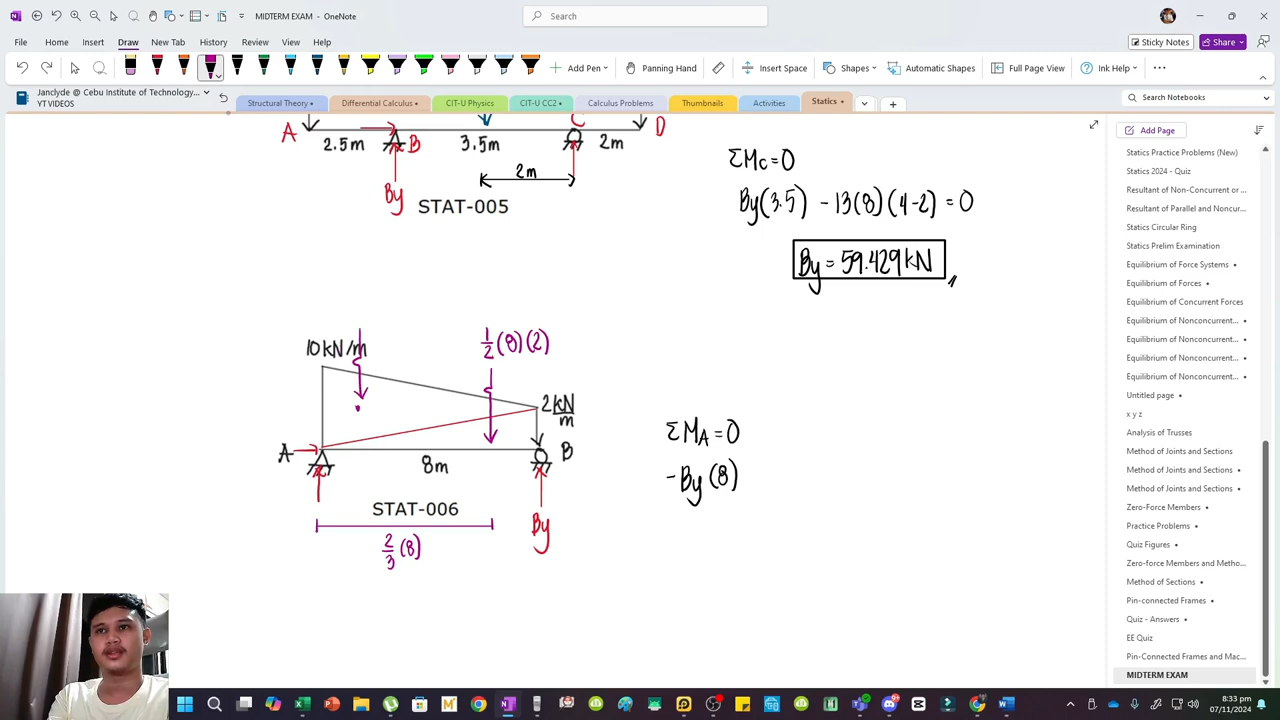 MIDTERM EXAM • OneNote
Search
File Home Insert Draw New Tab History Review View Help
Sticky Notes
Share
Add Pen
Panning Hand
Insert Space
Shapes
Automatic Shapes
Full Page View
Ink Help
Janclyde @ Cebu Institute of Technology...
YT VIDEOS
Structural Theory •
Differential Calculus •
CIT-U Physics
CIT-U CC2 •
Calculus Problems
Thumbnails
Activities
Statics •
Search Notebooks
Add Page
Statics Practice Problems (New)
Statics 2024 - Quiz
Resultant of Non-Concurrent or ...
Resultant of Parallel and Noncur...
Statics Circular Ring
Statics Prelim Examination
Equilibrium of Force Systems •
Equilibrium of Forces •
Equilibrium of Concurrent Forces
Equilibrium of Nonconcurrent... •
Equilibrium of Nonconcurrent... •
Equilibrium of Nonconcurrent... •
Equilibrium of Nonconcurrent... •
Untitled page •
x y z
Analysis of Trusses
Method of Joints and Sections
Method of Joints and Sections •
Method of Joints and Sections •
Zero-Force Members
Practice Problems •
Quiz Figures •
Zero-force Members and Metho...
Method of Sections •
Pin-connected Frames •
Quiz - Answers •
EE Quiz
Pin-Connected Frames and Mac...
MIDTERM EXAM
A B C D
2.5m 3.5m 2m
2m
By
STAT-005
ΣMc=0
By(3.5) - 13(8)(4-2) = 0
By = 59.429 kN
10 kN/m
1/2 (8)(2)
2 kN/m
A B
8m
STAT-006
2/3 (8)
By
ΣMA=0
- By (8)
8:33 pm
07/11/2024